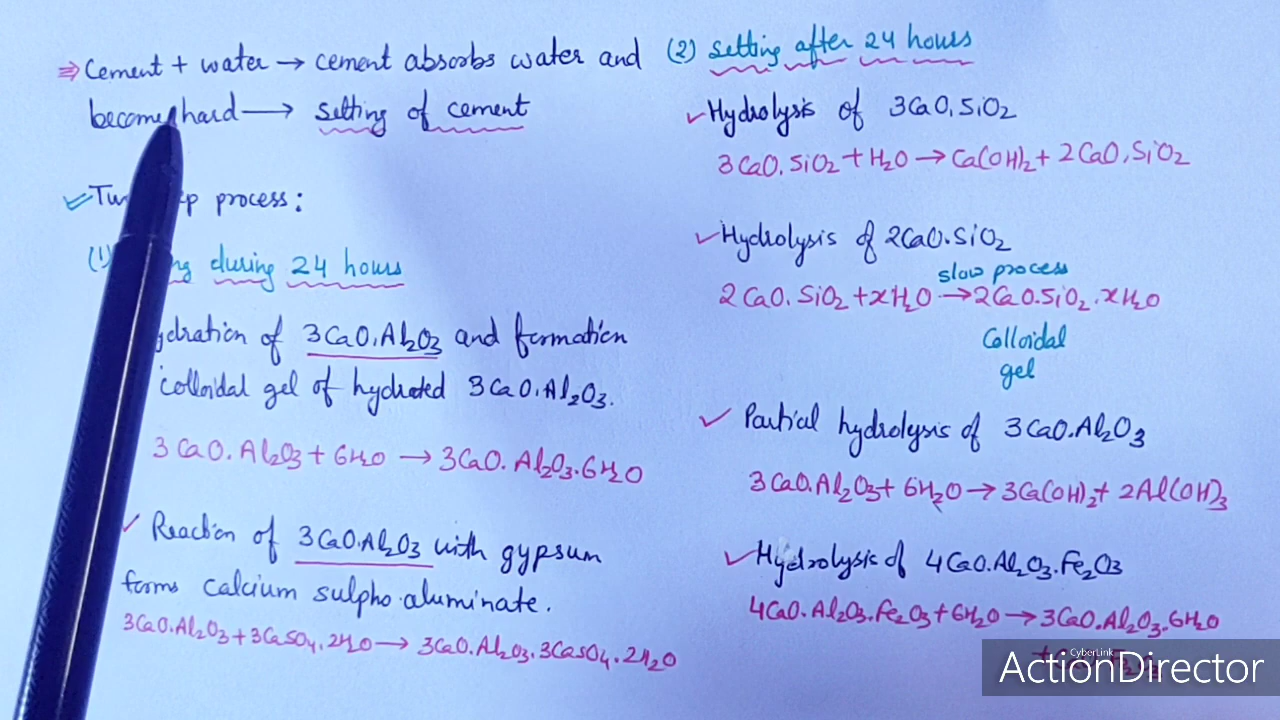 ⇒ Cement + water → cement absorbs water and
become hard → setting of cement
process:
during 24 hours
of 3CaO.Al2O3 and formation
colloidal gel of hydrated 3CaO.Al2O3.
3CaO.Al2O3 + 6H2O → 3CaO.Al2O3.6H2O
✓ Reaction of 3CaO.Al2O3 with gypsum
forms calcium sulpho.aluminate.
3CaO.Al2O3 + 3CaSO4.2H2O → 3CaO.Al2O3.3CaSO4.2H2O
(2) Setting after 24 hours
✓ Hydrolysis of 3CaO.SiO2
3CaO.SiO2 + H2O → Ca(OH)2 + 2CaO.SiO2
✓ Hydrolysis of 2CaO.SiO2
slow process
2CaO.SiO2 + xH2O → 2CaO.SiO2.xH2O
Colloidal
gel
✓ Partial hydrolysis of 3CaO.Al2O3
3CaO.Al2O3 + 6H2O → 3Ca(OH)2 + 2Al(OH)3
✓ Hydrolysis of 4CaO.Al2O3.Fe2O3
4CaO.Al2O3.Fe2O3 + 6H2O → 3CaO.Al2O3.6H2O
CyberLink
ActionDirector